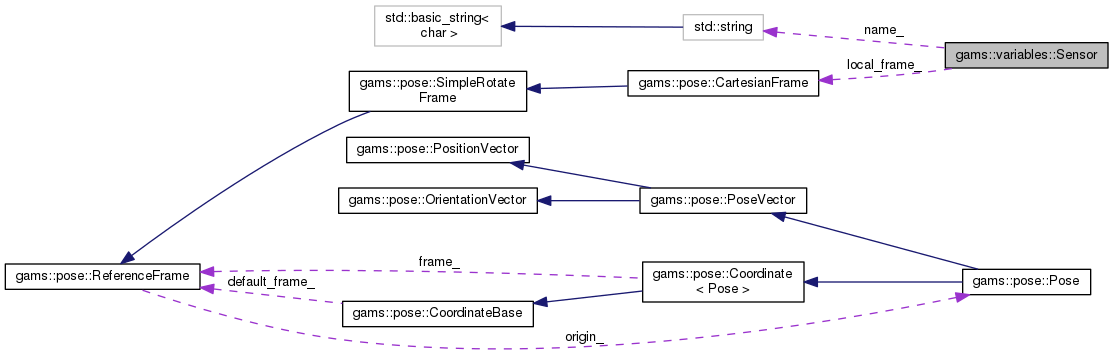 std::basic_string<
char >
std::string
name_
gams::variables::Sensor
local_frame_
gams::pose::SimpleRotate
Frame
gams::pose::CartesianFrame
gams::pose::PositionVector
gams::pose::OrientationVector
gams::pose::PoseVector
gams::pose::ReferenceFrame
frame_
default_frame_
gams::pose::Coordinate
< Pose >
gams::pose::Pose
gams::pose::CoordinateBase
origin_